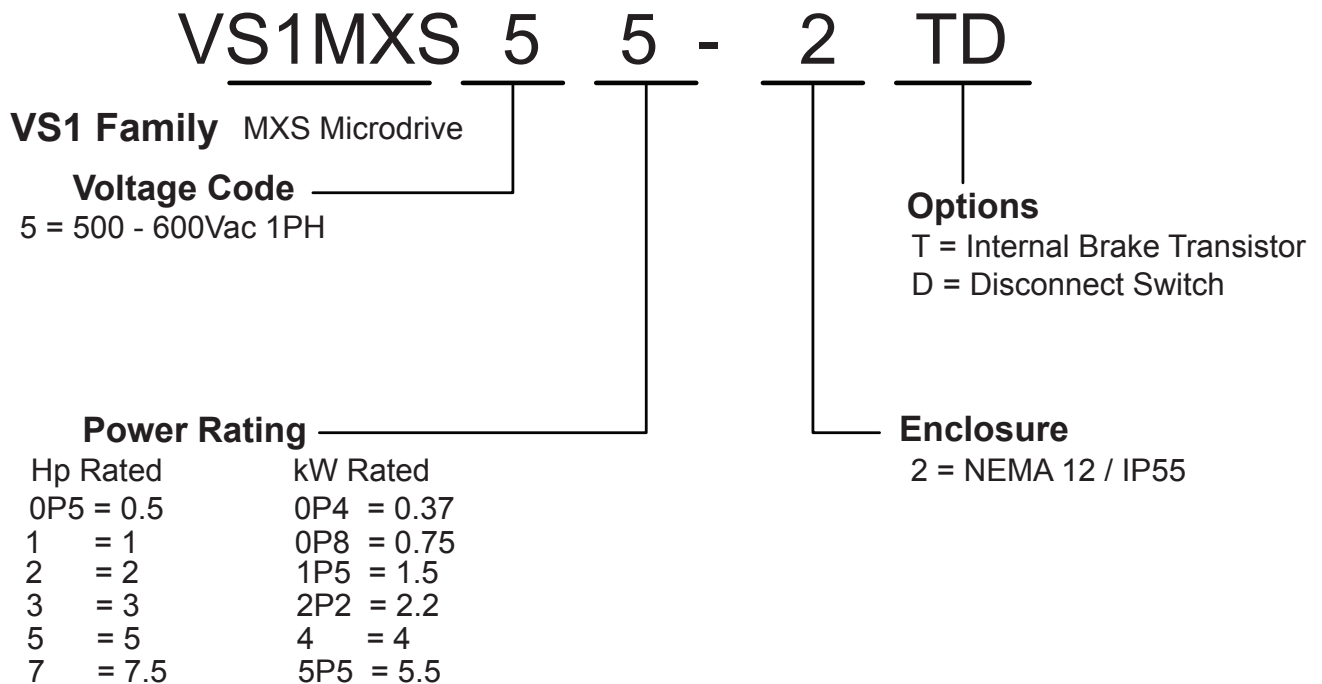 VS1MXS 5 5 - 2 TD
VS1 Family MXS Microdrive
Voltage Code
5 = 500 - 600Vac 1PH
Options
T = Internal Brake Transistor
D = Disconnect Switch
Power Rating
Hp Rated kW Rated
0P5 = 0.5 0P4 = 0.37
1 = 1 0P8 = 0.75
2 = 2 1P5 = 1.5
3 = 3 2P2 = 2.2
5 = 5 4 = 4
7 = 7.5 5P5 = 5.5
Enclosure
2 = NEMA 12 / IP55